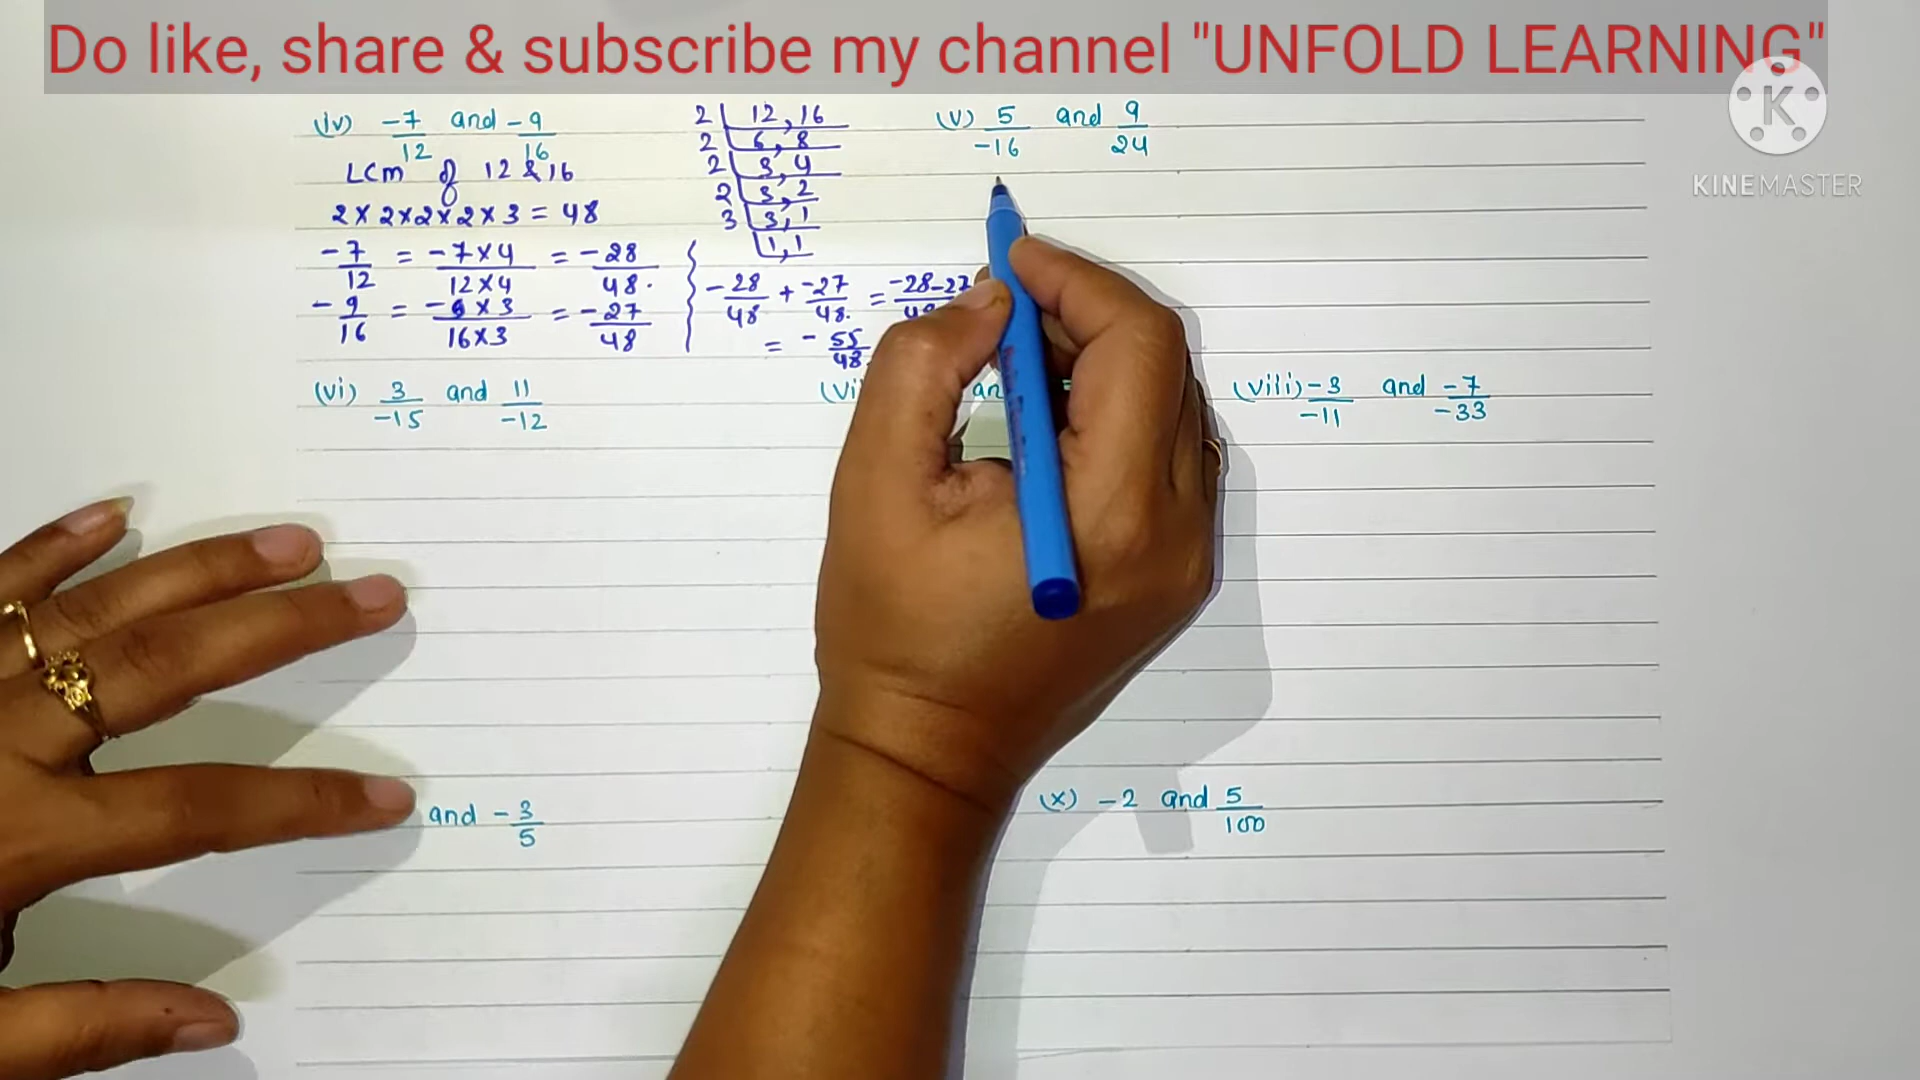 Do like, share & subscribe my channel "UNFOLD LEARNING"
KINEMASTER
(iv) -7/12 and -9/16
LCM of 12 & 16
2×2×2×2×3 = 48
-7/12 = -7×4/12×4 = -28/48.
-9/16 = -9×3/16×3 = -27/48
2 | 12, 16
2 | 6, 8
2 | 3, 4
2 | 3, 2
3 | 3, 1
1, 1
-28/48 + -27/48. = -28-27/48
= -55/48.
(v) 5/-16 and 9/24
(vi) 3/-15 and 11/-12
(viii) -3/-11 and -7/-33
and -3/5
(x) -2 and 5/100